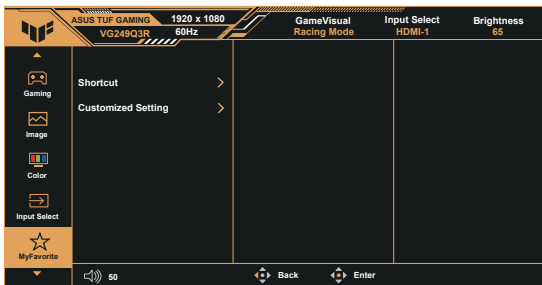 ASUS TUF GAMING 1920 x 1080
VG249Q3R 60Hz
GameVisual
Racing Mode
Input Select
HDMI-1
Brightness
65
Gaming
Image
Color
Input Select
MyFavorite
Shortcut
Customized Setting
50
Back
Enter